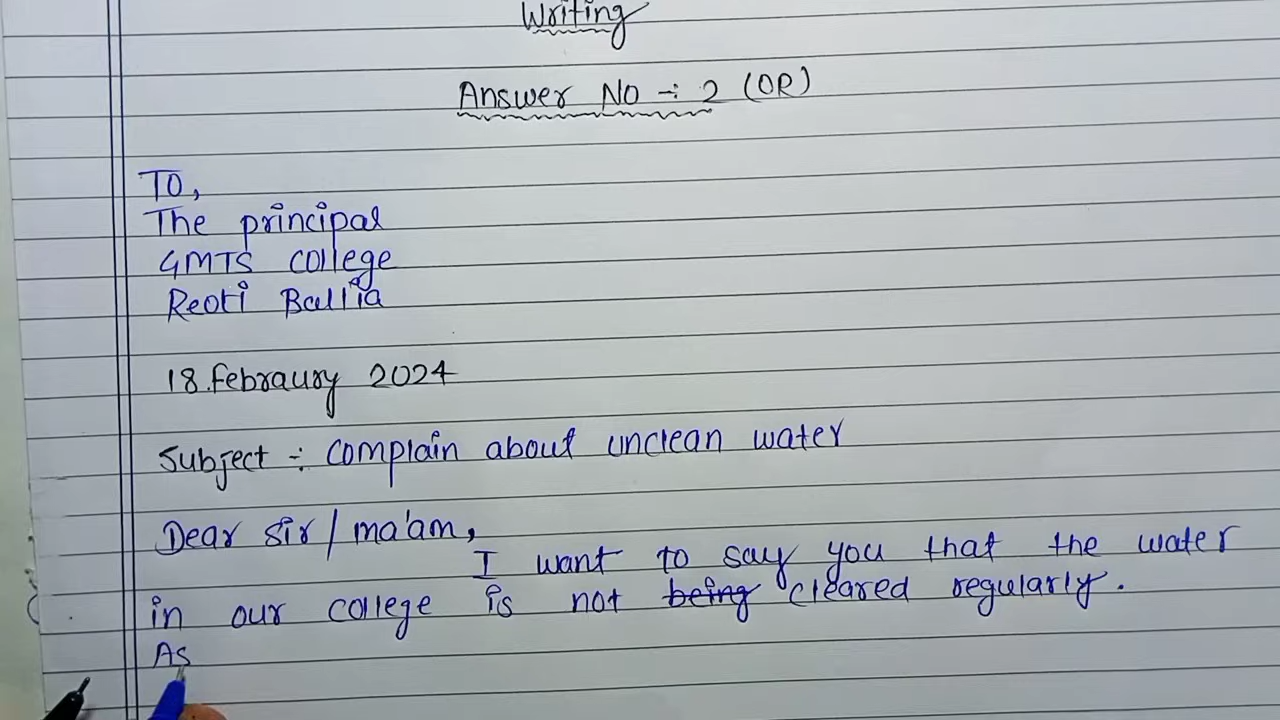 Writing
Answer No -: 2 (OR)
TO,
The principal
GMTS college
Reoti Ballia
18.Febraury 2024
Subject -: complain about unclean water
Dear sir/ma'am,
I want to say you that the water
in our college is not being cleared regularly.
As